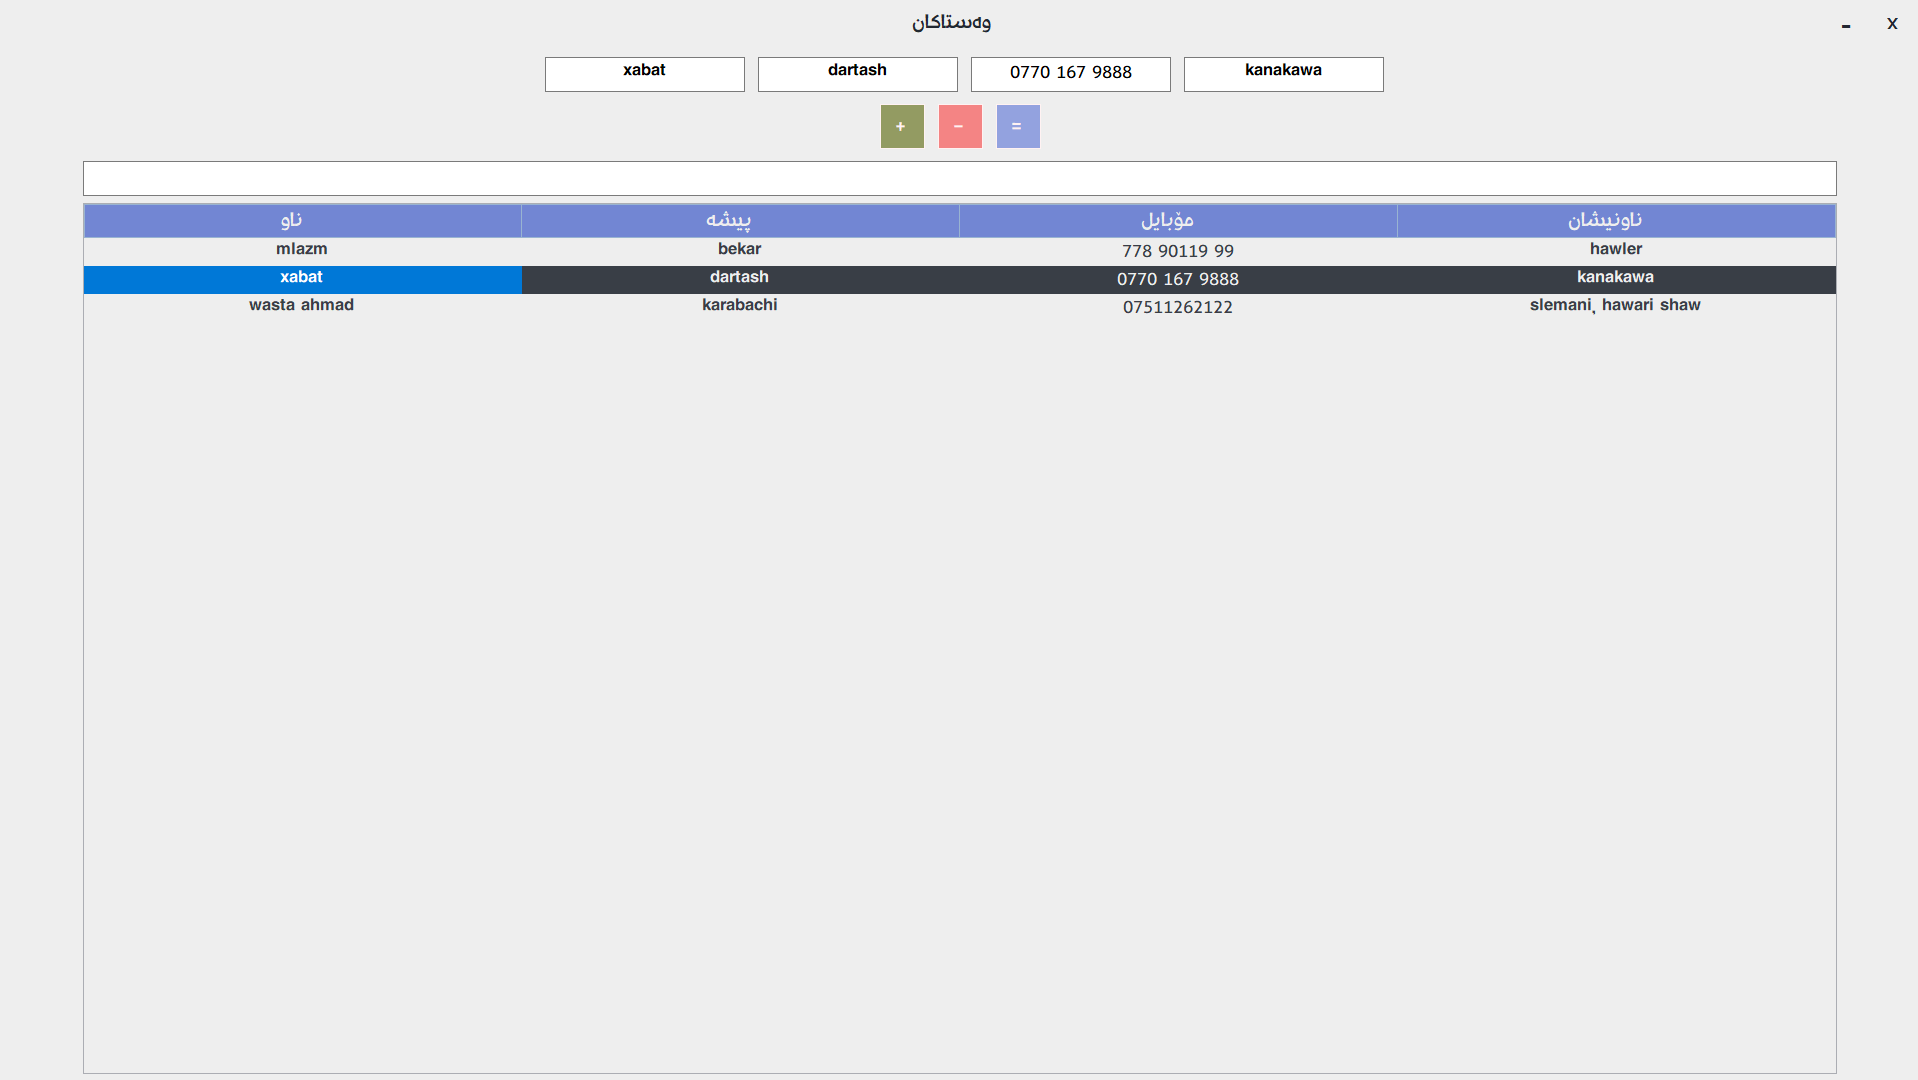 وەستاکان
- x
xabat dartash 0770 167 9888 kanakawa
+ - =
ناو پیشە مۆبایل ناونیشان
mlazm bekar 778 90119 99 hawler
xabat dartash 0770 167 9888 kanakawa
wasta ahmad karabachi 07511262122 slemani, hawari shaw